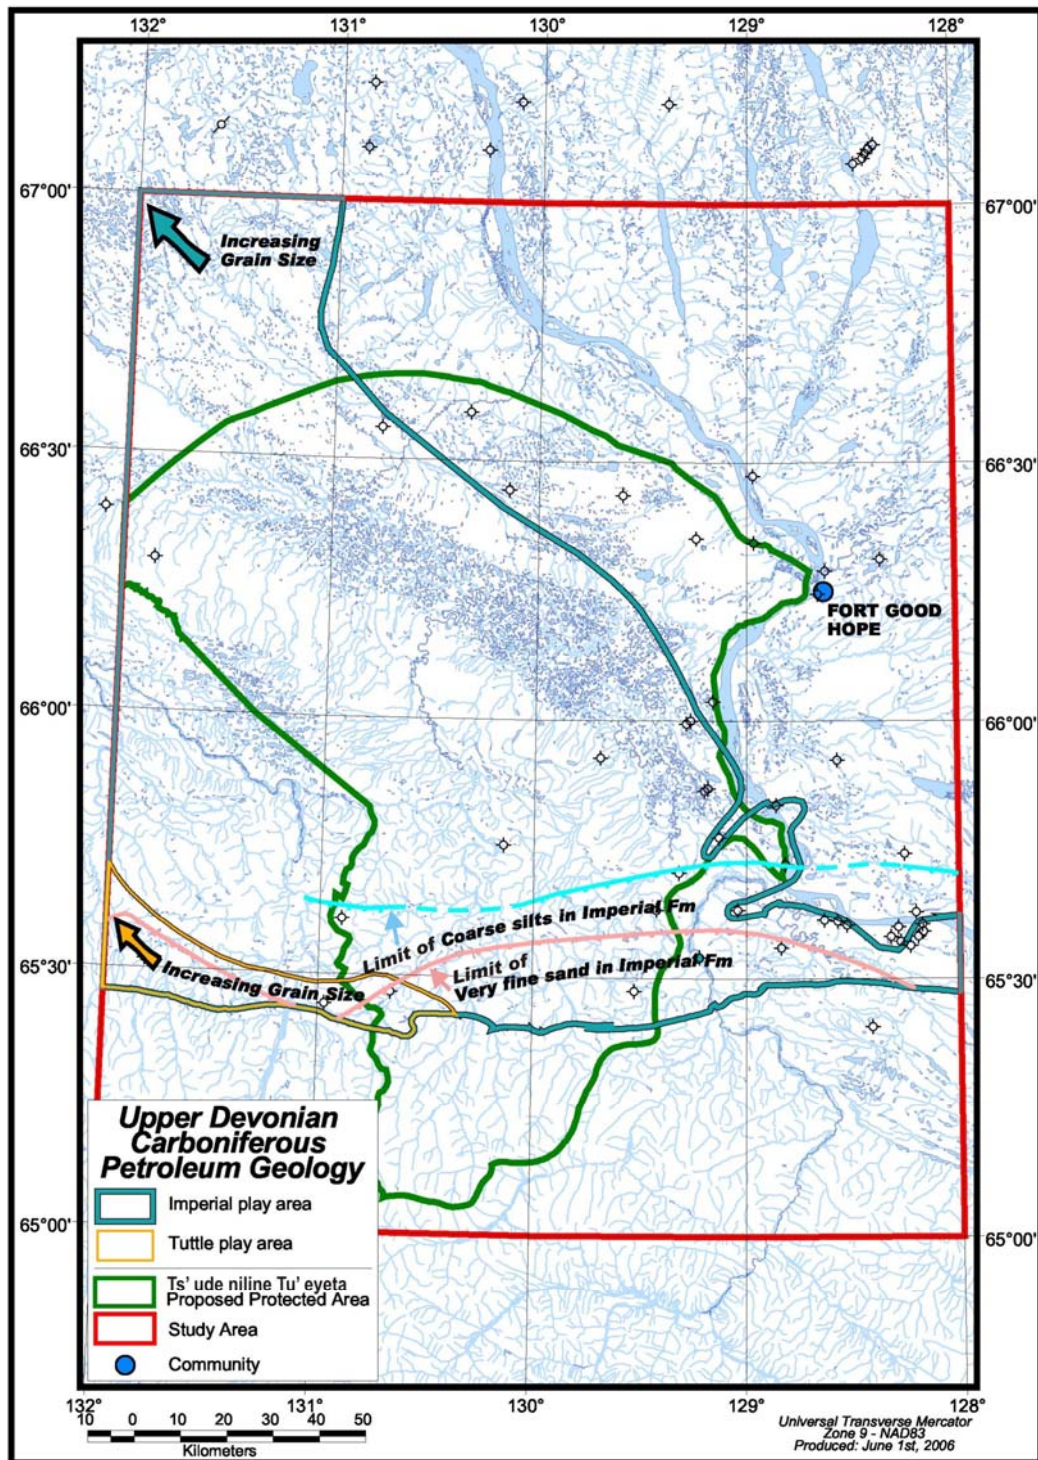 132° 131° 130° 129° 128°
67°00' 67°00'
Increasing
Grain Size
66°30' 66°30'
FORT GOOD
HOPE
66°00' 66°00'
Limit of Coarse silts in Imperial Fm
Limit of
Very fine sand in Imperial Fm
65°30' 65°30'
Increasing Grain Size
Upper Devonian
Carboniferous
Petroleum Geology
Imperial play area
Tuttle play area
Ts' ude niline Tu' eyeta
Proposed Protected Area
Study Area
Community
65°00' 65°00'
132° 131° 130° 129° 128°
10 0 10 20 30 40 50
Kilometers
Universal Transverse Mercator
Zone 9 - NAD83
Produced: June 1st, 2006